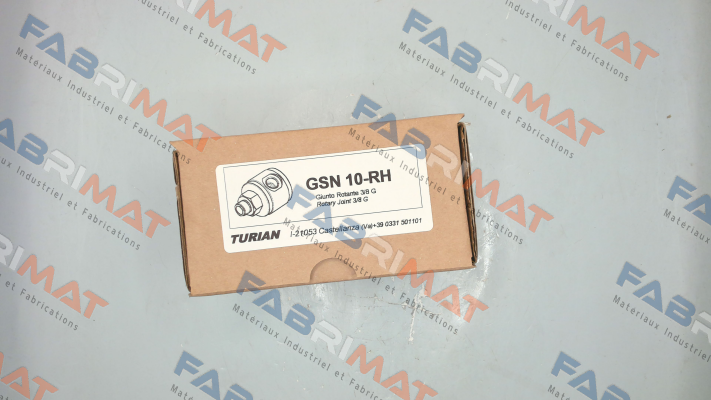 FABRIMAT
Matériaux Industriel et Fabrications
GSN 10-RH
Giunto Rotante 3/8 G
Rotary Joint 3/8 G
TURIAN
I-21053 Castellanza (Va)+39 0331 501101